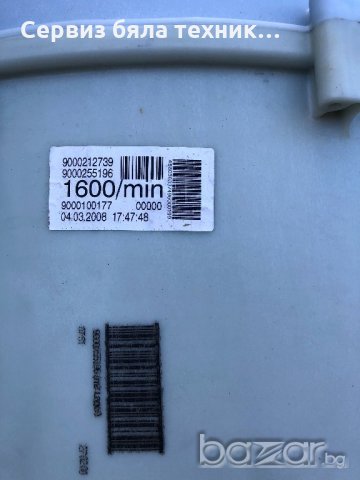 Сервиз бяла техник...
9000212739
9000255196
1600/min
9000100177 00000
04.03.2008 17:47:48
bazar.bg